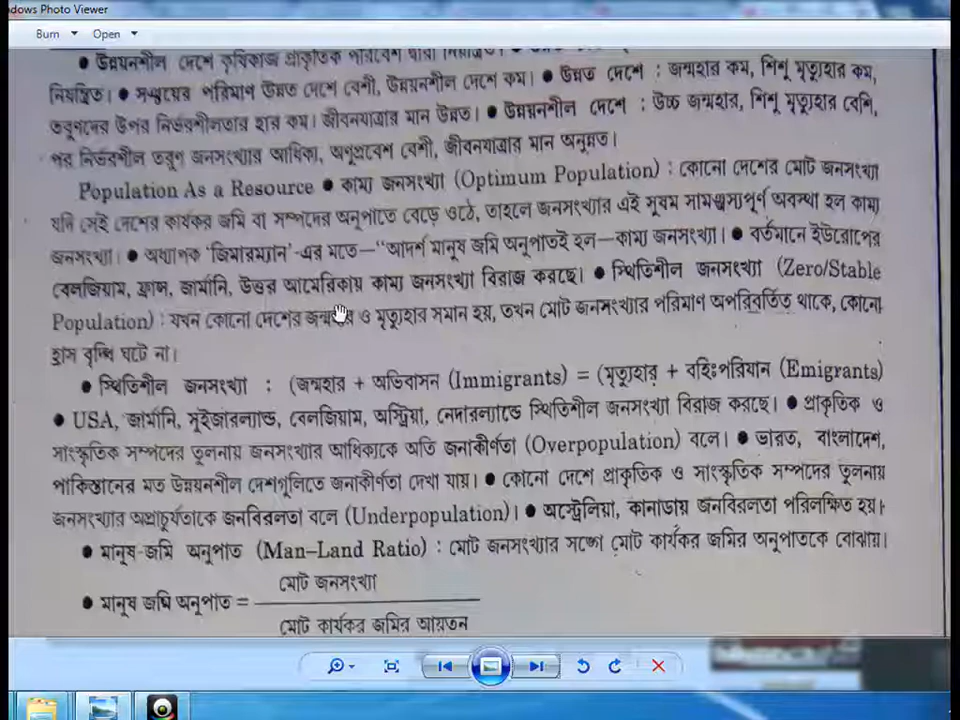 dows Photo Viewer
Burn Open
● উন্নয়নশীল দেশে কৃষিকাজ প্রাকৃতিক পরিবেশ দ্বারা নিয়ন্ত্রিত।
নিয়ন্ত্রিত। ● সঞ্চয়ের পরিমাণ উন্নত দেশে বেশী, উন্নয়নশীল দেশে কম। ● উন্নত দেশে : জন্মহার কম, শিশু মৃত্যুহার কম,
তরুণদের উপর নির্ভরশীলতার হার কম। জীবনযাত্রার মান উন্নত। ● উন্নয়নশীল দেশে : উচ্চ জন্মহার, শিশু মৃত্যুহার বেশি,
পর নির্ভরশীল তরুণ জনসংখ্যার আধিক্য, অণুপ্রবেশ বেশী, জীবনযাত্রার মান অনুন্নত।
Population As a Resource ● কাম্য জনসংখ্যা (Optimum Population) : কোনো দেশের মোট জনসংখ্যা
যদি সেই দেশের কার্যকর জমি বা সম্পদের অনুপাতে বেড়ে ওঠে, তাহলে জনসংখ্যার এই সুষম সামঞ্জস্যপূর্ণ অবস্থা হল কাম্য
জনসংখ্যা। ● অধ্যাপক ‘জিমারম্যান’-এর মতে—“আদর্শ মানুষ জমি অনুপাতই হল—কাম্য জনসংখ্যা। ● বর্তমানে ইউরোপের
বেলজিয়াম, ফ্রান্স, জার্মানি, উত্তর আমেরিকায় কাম্য জনসংখ্যা বিরাজ করছে। ● স্থিতিশীল জনসংখ্যা (Zero/Stable
Population) : যখন কোনো দেশের জন্মহার ও মৃত্যুহার সমান হয়, তখন মোট জনসংখ্যার পরিমাণ অপরিবর্তিত থাকে, কোনো
হ্রাস বৃদ্ধি ঘটে না।
● স্থিতিশীল জনসংখ্যা : (জন্মহার + অভিবাসন (Immigrants) = (মৃত্যুহার + বহিঃপরিযান (Emigrants)
● USA, জার্মানি, সুইজারল্যান্ড, বেলজিয়াম, অস্ট্রিয়া, নেদারল্যান্ডে স্থিতিশীল জনসংখ্যা বিরাজ করছে। ● প্রাকৃতিক ও
সাংস্কৃতিক সম্পদের তুলনায় জনসংখ্যার আধিক্যকে অতি জনাকীর্ণতা (Overpopulation) বলে। ● ভারত, বাংলাদেশ,
পাকিস্তানের মত উন্নয়নশীল দেশগুলিতে জনাকীর্ণতা দেখা যায়। ● কোনো দেশে প্রাকৃতিক ও সাংস্কৃতিক সম্পদের তুলনায়
জনসংখ্যার অপ্রাচুর্যতাকে জনবিরলতা বলে (Underpopulation)। ● অস্ট্রেলিয়া, কানাডায় জনবিরলতা পরিলক্ষিত হয়।
● মানুষ-জমি অনুপাত (Man–Land Ratio) : মোট জনসংখ্যার সঙ্গে মোট কার্যকর জমির অনুপাতকে বোঝায়।
মোট জনসংখ্যা
● মানুষ জমি অনুপাত =
মোট কার্যকর জমির আয়তন